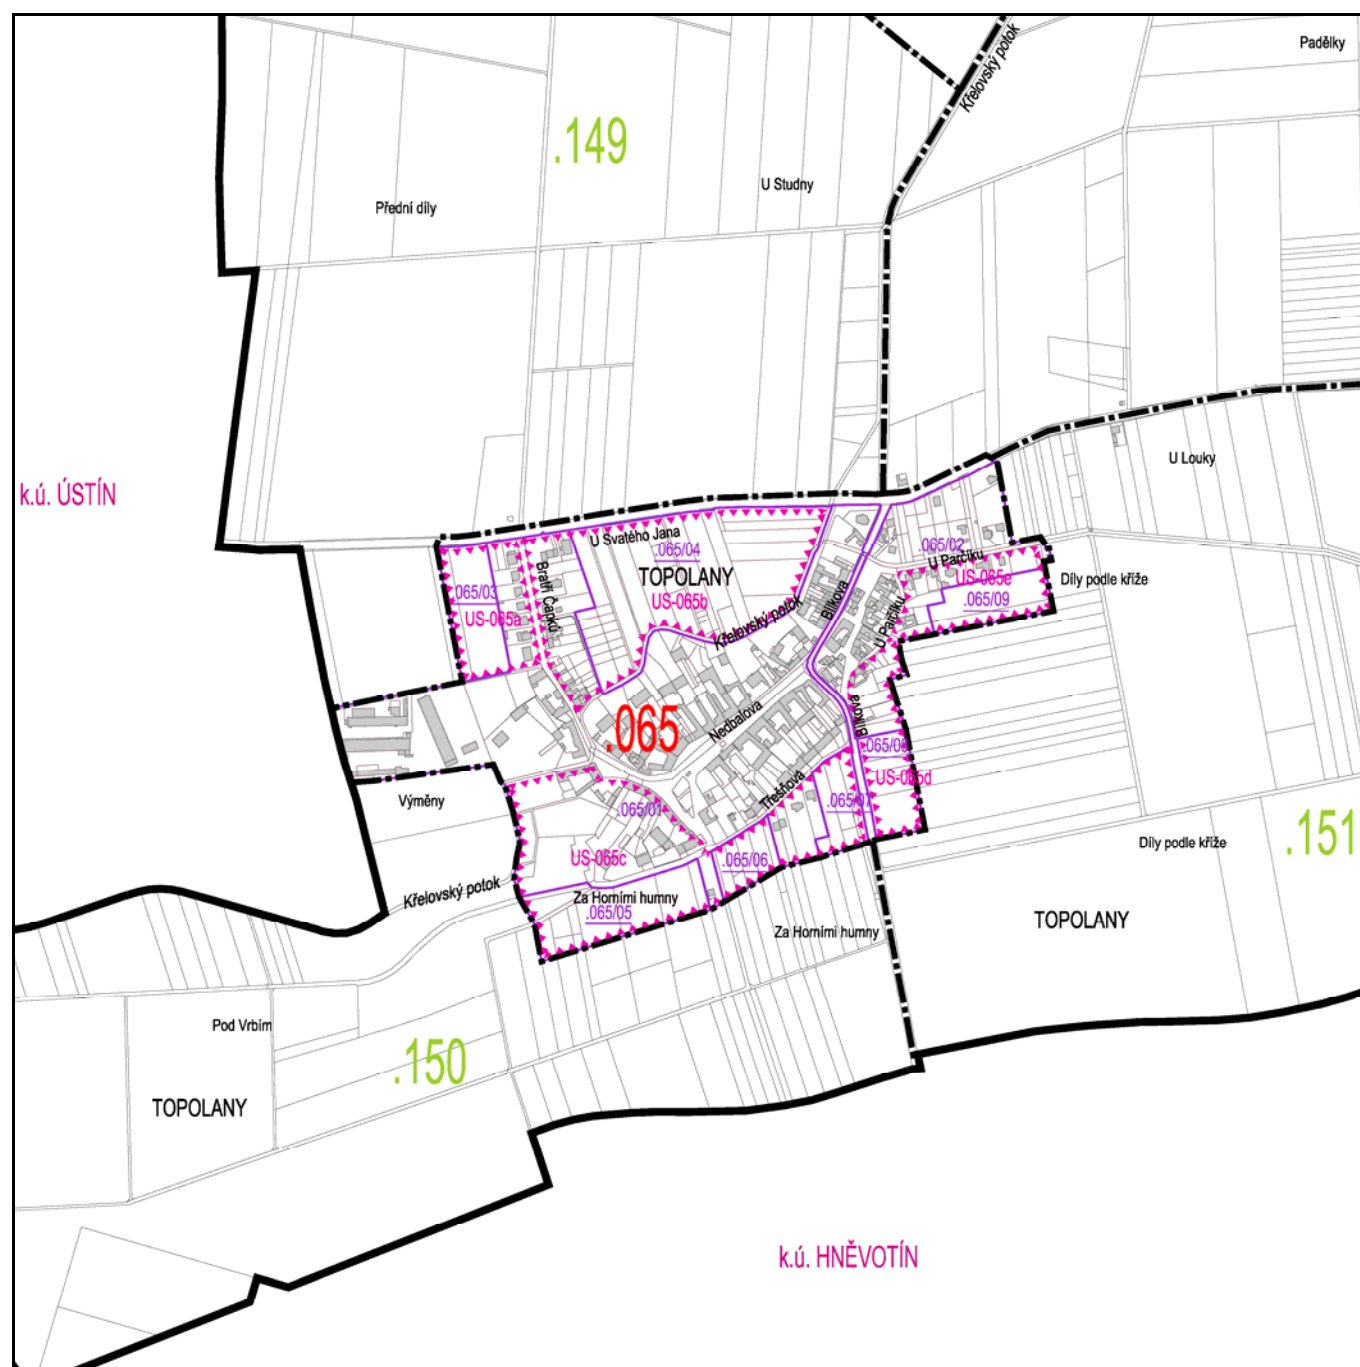 Padělky
Křelovský potok
.149
U Studny
Přední díly
U Louky
k.ú. ÚSTÍN
U Svatého Jana
.065/04
.065/02
U Parčíku
TOPOLANY
Bratří Čapků
US-065e
Díly podle kříže
065/03
US-065b
Blíkova
.065/09
US-065a
Křelovský potok
U Parčíku
.065
Nedbalova
Blíkova
.065/08
US-065d
Třešňová
Výměny
.065/01
.065/07
.151
Díly podle kříže
US-065c
.065/06
Křelovský potok
Za Horními humny
.065/05
TOPOLANY
Za Horními humny
Pod Vrbím
.150
TOPOLANY
k.ú. HNĚVOTÍN